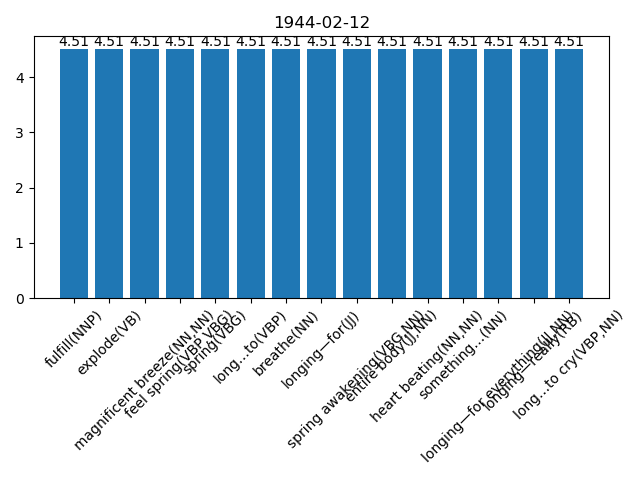 1944-02-12
4.51 4.51 4.51 4.51 4.51 4.51 4.51 4.51 4.51 4.51 4.51 4.51 4.51 4.51 4.51
4
3
2
1
0
fulfill(NNP)
explode(VB)
magnificent breeze(NN,NN)
feel spring(VBP,VBG)
spring(VBG)
long...to(VBP)
breathe(NN)
longing—for(JJ)
spring awakening(VBG,NN)
entire body(JJ,NN)
heart beating(NN,NN)
something...(NN)
longing—for everything(JJ,NN)
longing—really(RB)
long...to cry(VBP,NN)